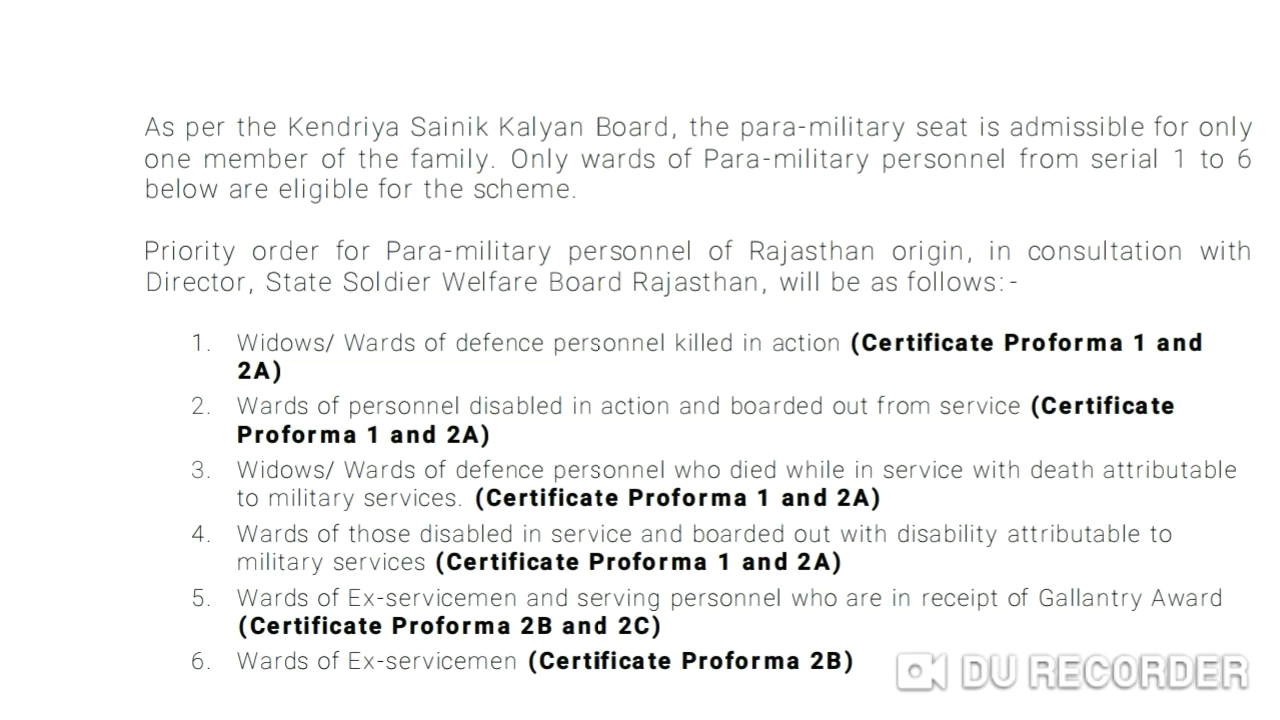 As per the Kendriya Sainik Kalyan Board, the para-military seat is admissible for only
one member of the family. Only wards of Para-military personnel from serial 1 to 6
below are eligible for the scheme.
Priority order for Para-military personnel of Rajasthan origin, in consultation with
Director, State Soldier Welfare Board Rajasthan, will be as follows:-
1. Widows/ Wards of defence personnel killed in action (Certificate Proforma 1 and
2A)
2. Wards of personnel disabled in action and boarded out from service (Certificate
Proforma 1 and 2A)
3. Widows/ Wards of defence personnel who died while in service with death attributable
to military services. (Certificate Proforma 1 and 2A)
4. Wards of those disabled in service and boarded out with disability attributable to
military services (Certificate Proforma 1 and 2A)
5. Wards of Ex-servicemen and serving personnel who are in receipt of Gallantry Award
(Certificate Proforma 2B and 2C)
6. Wards of Ex-servicemen (Certificate Proforma 2B)
DU RECORDER